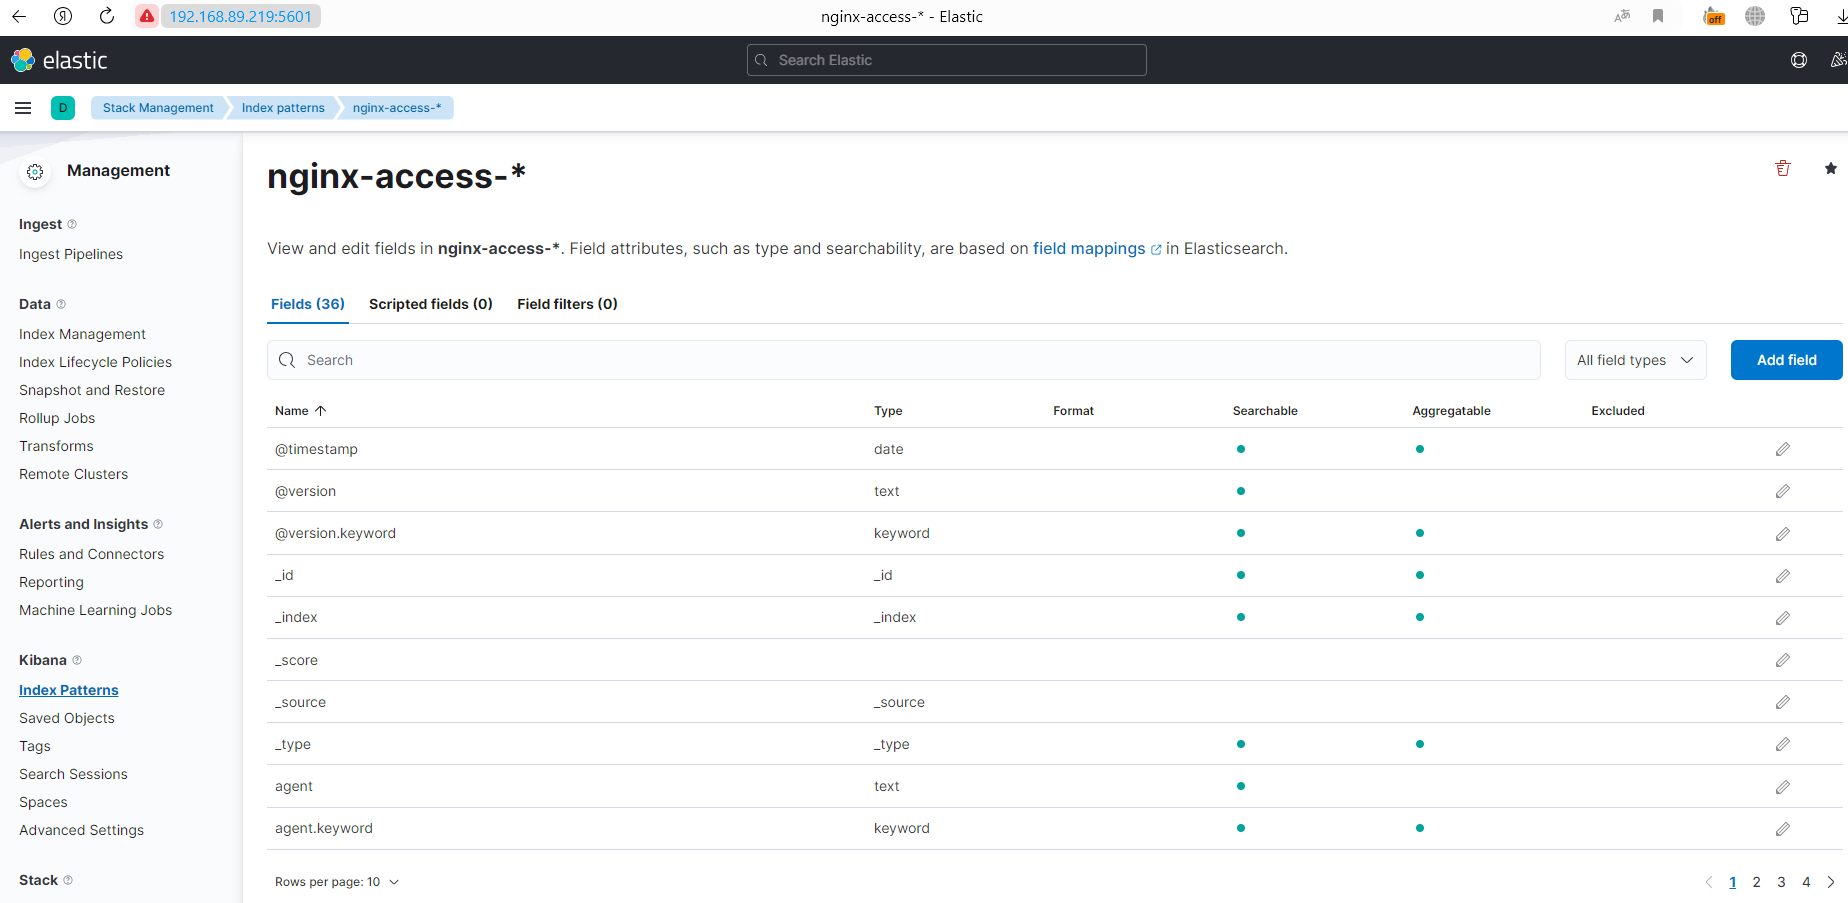 Я
192.168.89.219:5601
nginx-access-* - Elastic
off
elastic
Search Elastic
D
Stack Management
Index patterns
nginx-access-*
Management
Ingest
Ingest Pipelines
Data
Index Management
Index Lifecycle Policies
Snapshot and Restore
Rollup Jobs
Transforms
Remote Clusters
Alerts and Insights
Rules and Connectors
Reporting
Machine Learning Jobs
Kibana
Index Patterns
Saved Objects
Tags
Search Sessions
Spaces
Advanced Settings
Stack
nginx-access-*
View and edit fields in nginx-access-*. Field attributes, such as type and searchability, are based on field mappings in Elasticsearch.
Fields (36) Scripted fields (0) Field filters (0)
Search
All field types
Add field
Name Type Format Searchable Aggregatable Excluded
@timestamp date
@version text
@version.keyword keyword
_id _id
_index _index
_score
_source _source
_type _type
agent text
agent.keyword keyword
Rows per page: 10
1 2 3 4